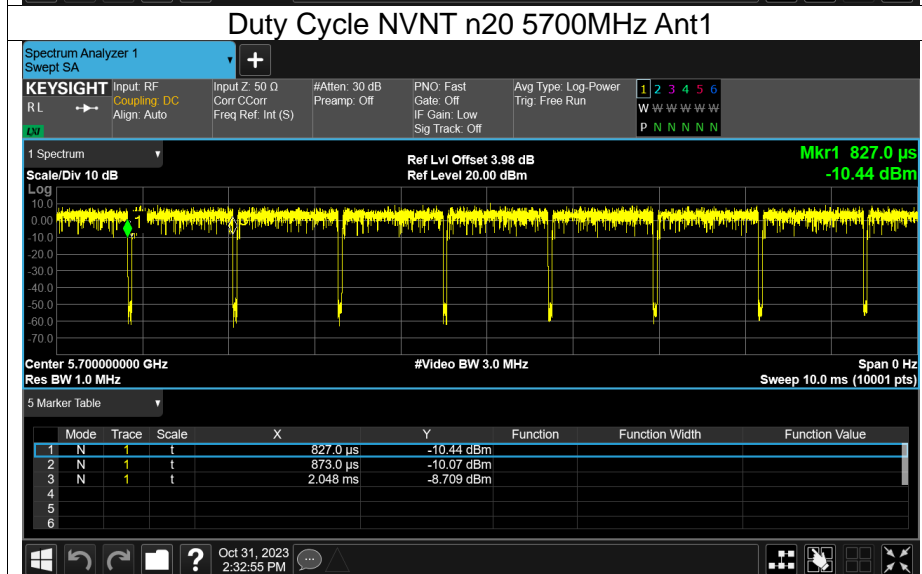 Duty Cycle NVNT n20 5700MHz Ant1
Spectrum Analyzer 1
Swept SA
+
KEYSIGHT Input: RF Input Z: 50 Ω #Atten: 30 dB PNO: Fast Avg Type: Log-Power 1 2 3 4 5 6
R L Coupling: DC Corr CCorr Preamp: Off Gate: Off Trig: Free Run W W W W W W
Align: Auto Freq Ref: Int (S) IF Gain: Low
LXI Sig Track: Off P N N N N N
1 Spectrum Ref Lvl Offset 3.98 dB Mkr1 827.0 µs
Scale/Div 10 dB Ref Level 20.00 dBm -10.44 dBm
Log
10.0
0.00 1
-10.0
-20.0
-30.0
-40.0
-50.0
-60.0
-70.0
Center 5.700000000 GHz #Video BW 3.0 MHz Span 0 Hz
Res BW 1.0 MHz Sweep 10.0 ms (10001 pts)
5 Marker Table
Mode Trace Scale X Y Function Function Width Function Value
1 N 1 t 827.0 µs -10.44 dBm
2 N 1 t 873.0 µs -10.07 dBm
3 N 1 t 2.048 ms -8.709 dBm
4
5
6
? Oct 31, 2023
2:32:55 PM